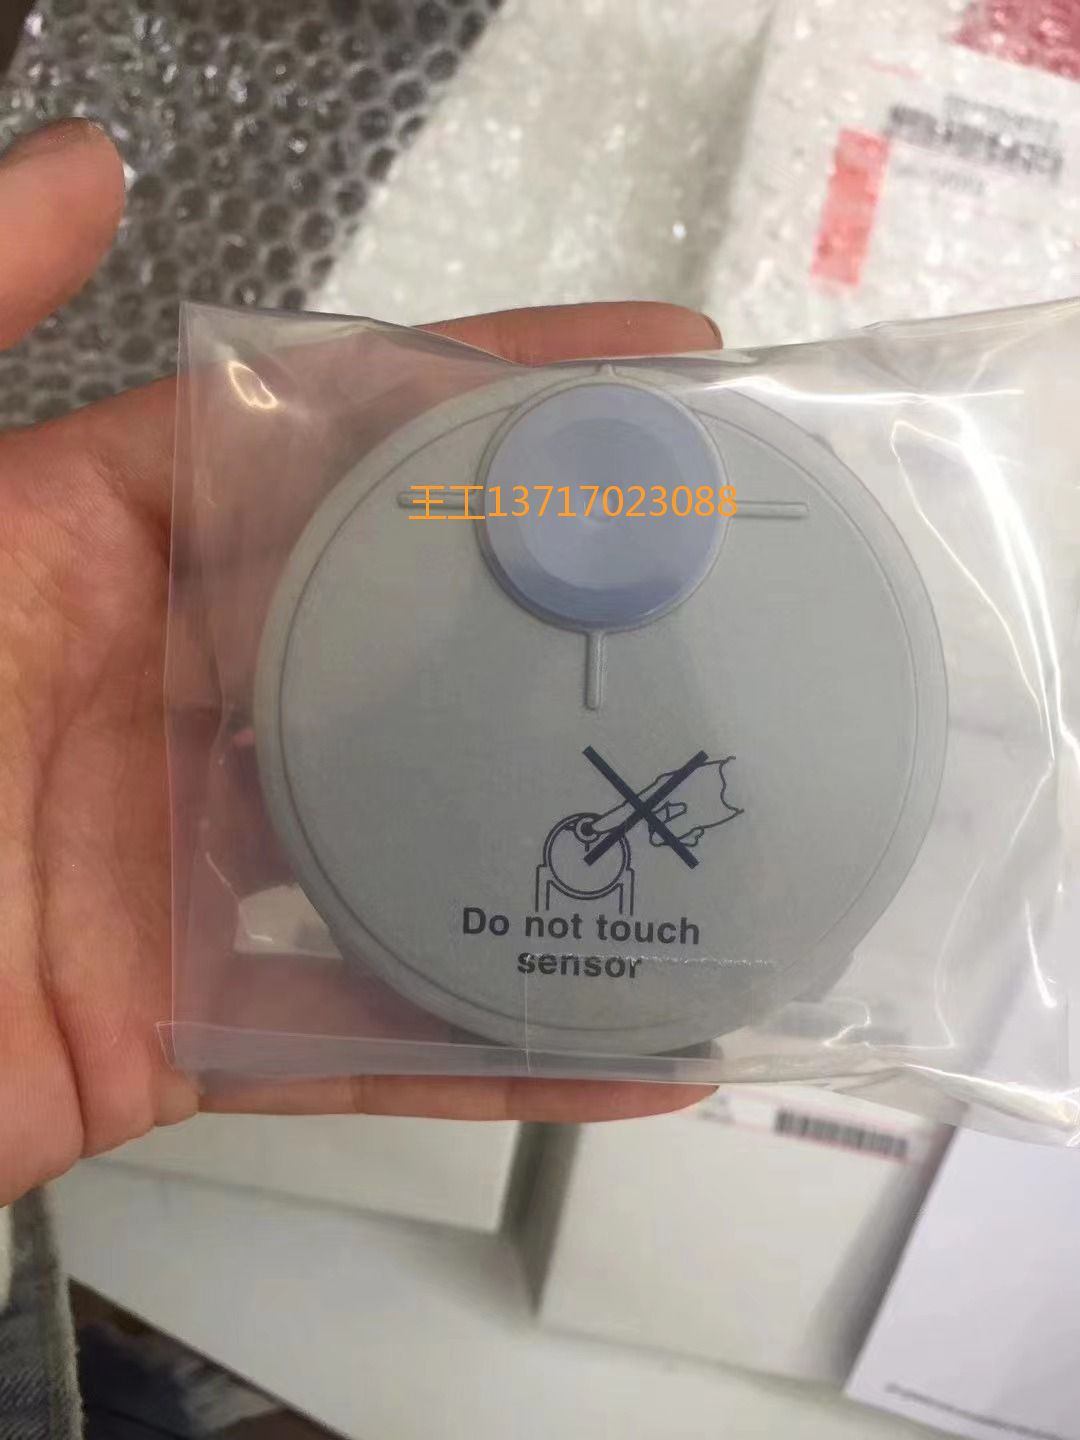 王工13717023088
Do not touch
sensor